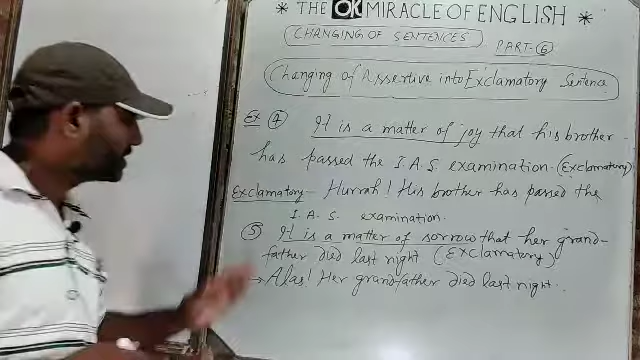 * THE OK MIRACLE OF ENGLISH *
CHANGING OF SENTENCES PART-6
Changing of Assertive into Exclamatory Sentence
Ex 4 It is a matter of joy that his brother
has passed the I.A.S. examination. (Exclamatory)
Exclamatory - Hurrah! His brother has passed the
I.A.S. examination.
5 It is a matter of sorrow that her grand-
father died last night (Exclamatory)
→ Alas! Her grandfather died last night.